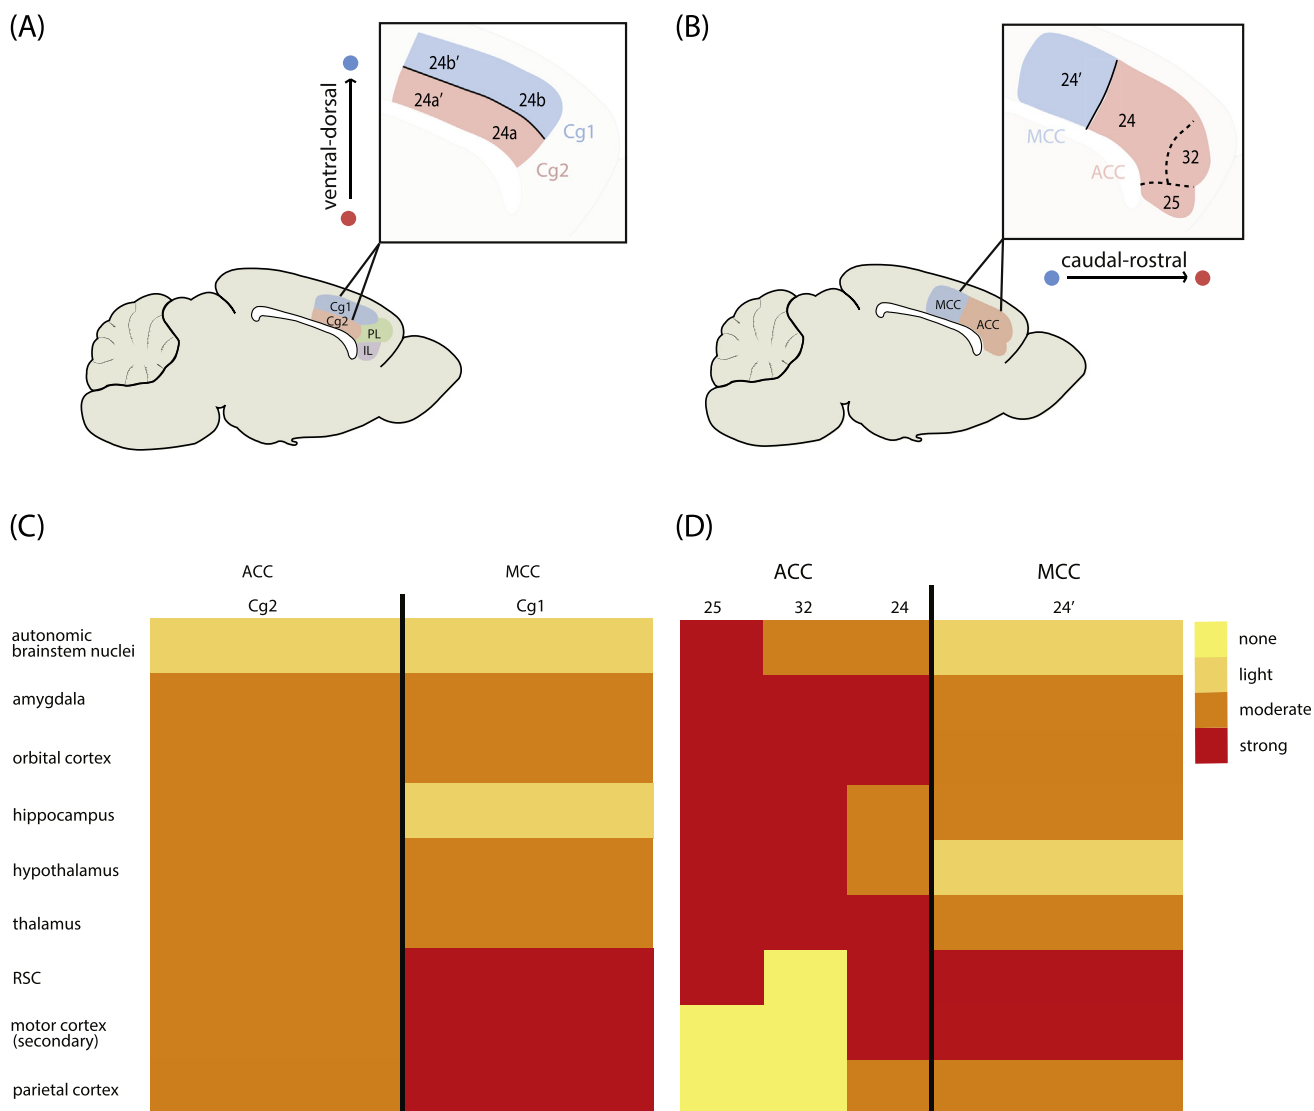 (A)
ventral-dorsal
24b′
24b
24a′
24a
Cg1
Cg2
Cg1
Cg2
PL
IL
(B)
24′
24
32
25
MCC
ACC
caudal-rostral
MCC
ACC
(C)
ACC
MCC
Cg2
Cg1
autonomic
brainstem nuclei
amygdala
orbital cortex
hippocampus
hypothalamus
thalamus
RSC
motor cortex
(secondary)
parietal cortex
(D)
ACC
MCC
25
32
24
24′
none
light
moderate
strong